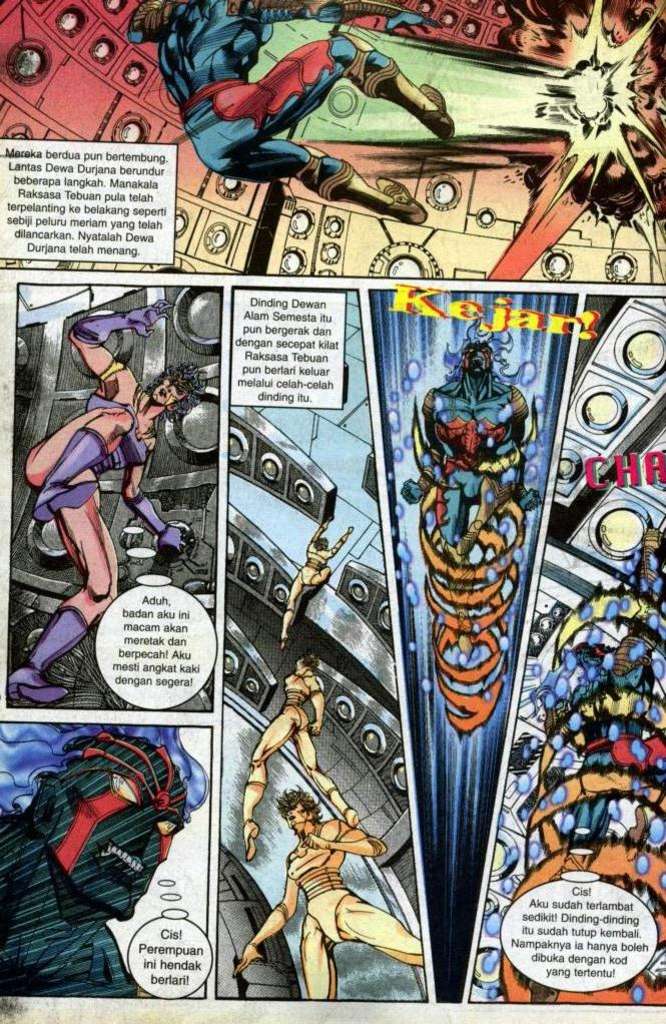 Mereka berdua pun bertembung.
Lantas Dewa Durjana berundur
beberapa langkah. Manakala
Raksasa Tebuan pula telah
terpelanting ke belakang seperti
sebiji peluru meriam yang telah
dilancarkan. Nyatalah Dewa
Durjana telah menang.
Aduh,
badan aku ini
macam akan
meretak dan
berpecah! Aku
mesti angkat kaki
dengan segera!
Dinding Dewan
Alam Semesta itu
pun bergerak dan
dengan secepat kilat
Raksasa Tebuan
pun berlari keluar
melalui celah-celah
dinding itu.
Cis!
Perempuan
ini hendak
berlari!
Kejar!
CHA
Cis!
Aku sudah terlambat
sedikit! Dinding-dinding
itu sudah tutup kembali.
Nampaknya ia hanya boleh
dibuka dengan kod
yang tertentu!